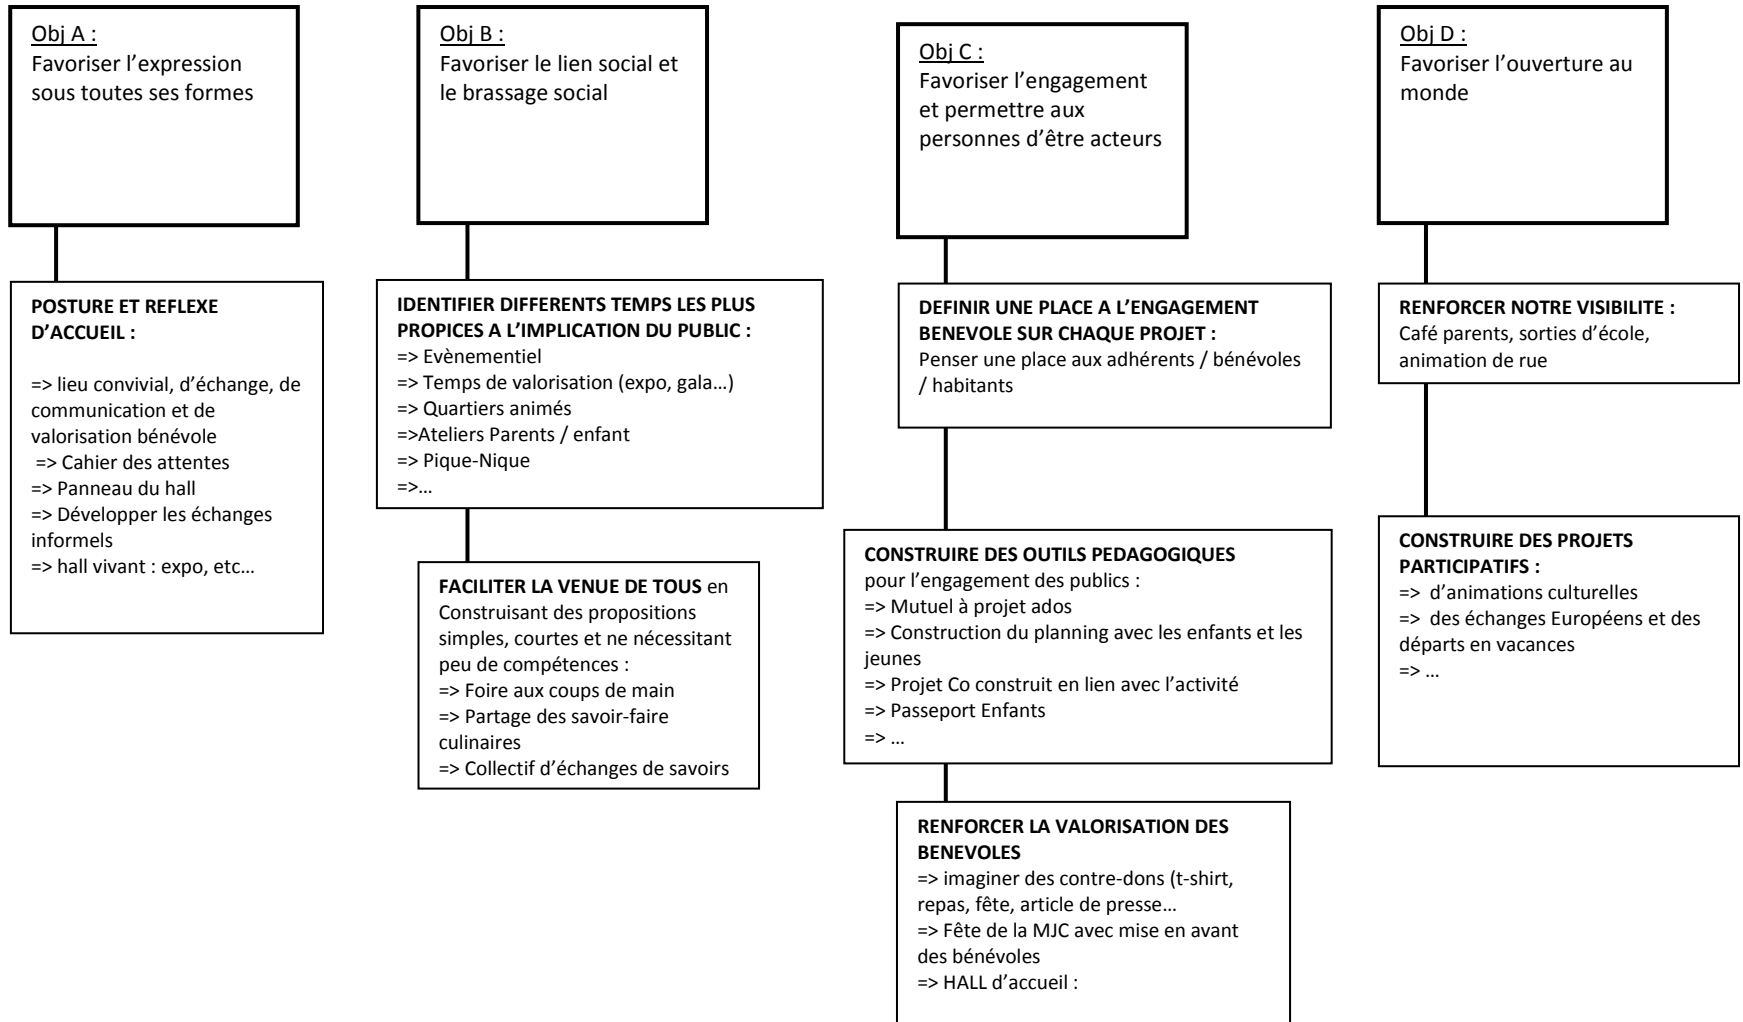 Obj A :
Favoriser l’expression
sous toutes ses formes
POSTURE ET REFLEXE
D’ACCUEIL :
=> lieu convivial, d’échange, de
communication et de
valorisation bénévole
=> Cahier des attentes
=> Panneau du hall
=> Développer les échanges
informels
=> hall vivant : expo, etc…
Obj B :
Favoriser le lien social et
le brassage social
IDENTIFIER DIFFERENTS TEMPS LES PLUS
PROPICES A L’IMPLICATION DU PUBLIC :
=> Evènementiel
=> Temps de valorisation (expo, gala…)
=> Quartiers animés
=>Ateliers Parents / enfant
=> Pique-Nique
=>…
FACILITER LA VENUE DE TOUS en
Construisant des propositions
simples, courtes et ne nécessitant
peu de compétences :
=> Foire aux coups de main
=> Partage des savoir-faire
culinaires
=> Collectif d’échanges de savoirs
Obj C :
Favoriser l’engagement
et permettre aux
personnes d’être acteurs
DEFINIR UNE PLACE A L’ENGAGEMENT
BENEVOLE SUR CHAQUE PROJET :
Penser une place aux adhérents / bénévoles
/ habitants
CONSTRUIRE DES OUTILS PEDAGOGIQUES
pour l’engagement des publics :
=> Mutuel à projet ados
=> Construction du planning avec les enfants et les
jeunes
=> Projet Co construit en lien avec l’activité
=> Passeport Enfants
=> …
RENFORCER LA VALORISATION DES
BENEVOLES
=> imaginer des contre-dons (t-shirt,
repas, fête, article de presse…
=> Fête de la MJC avec mise en avant
des bénévoles
=> HALL d’accueil :
Obj D :
Favoriser l’ouverture au
monde
RENFORCER NOTRE VISIBILITE :
Café parents, sorties d’école,
animation de rue
CONSTRUIRE DES PROJETS
PARTICIPATIFS :
=> d’animations culturelles
=> des échanges Européens et des
départs en vacances
=> …